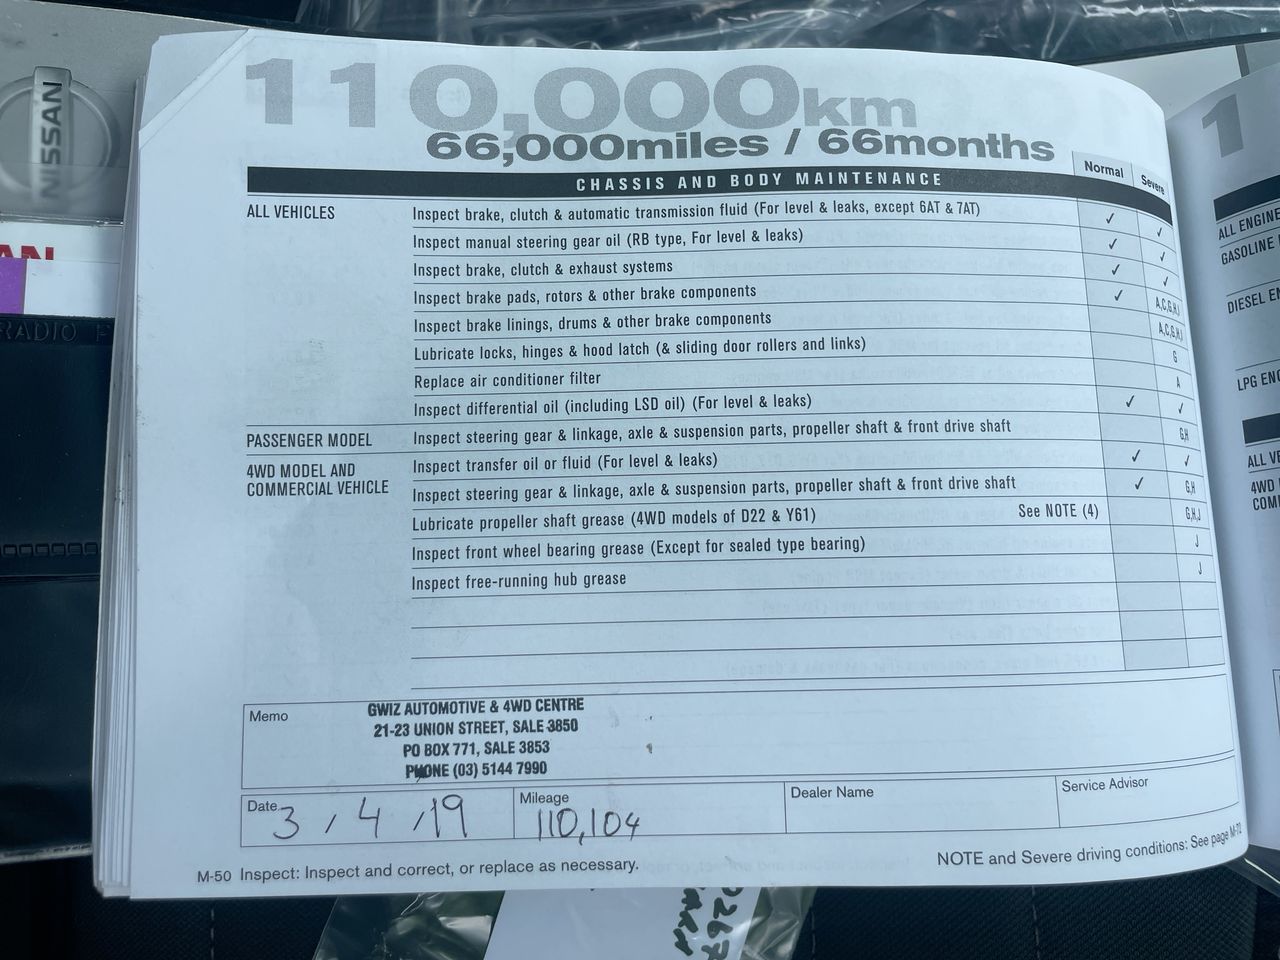 110,000km
66,000miles / 66months
Normal Severe
CHASSIS AND BODY MAINTENANCE
ALL VEHICLES Inspect brake, clutch & automatic transmission fluid (For level & leaks, except 6AT & 7AT) ✓ ✓
Inspect manual steering gear oil (RB type, For level & leaks) ✓ ✓
Inspect brake, clutch & exhaust systems ✓ ✓
Inspect brake pads, rotors & other brake components ✓ A,C,G,H,I
Inspect brake linings, drums & other brake components A,C,G,H,I
Lubricate locks, hinges & hood latch (& sliding door rollers and links) G
Replace air conditioner filter A
Inspect differential oil (including LSD oil) (For level & leaks) ✓ ✓
PASSENGER MODEL Inspect steering gear & linkage, axle & suspension parts, propeller shaft & front drive shaft G,H
4WD MODEL AND
COMMERCIAL VEHICLE
Inspect transfer oil or fluid (For level & leaks) ✓ ✓
Inspect steering gear & linkage, axle & suspension parts, propeller shaft & front drive shaft ✓ G,H
Lubricate propeller shaft grease (4WD models of D22 & Y61) See NOTE (4) G,H,J
Inspect front wheel bearing grease (Except for sealed type bearing) J
Inspect free-running hub grease J
Memo
GWIZ AUTOMOTIVE & 4WD CENTRE
21-23 UNION STREET, SALE 3850
PO BOX 771, SALE 3853
PHONE (03) 5144 7990
Date 3 / 4 / 19
Mileage 110,104
Dealer Name
Service Advisor
M-50 Inspect: Inspect and correct, or replace as necessary.
NOTE and Severe driving conditions: See page M-72
NISSAN
AN
RADIO
1
ALL ENGINE
GASOLINE
DIESEL EN
LPG ENG
ALL VE
4WD
COM
0267